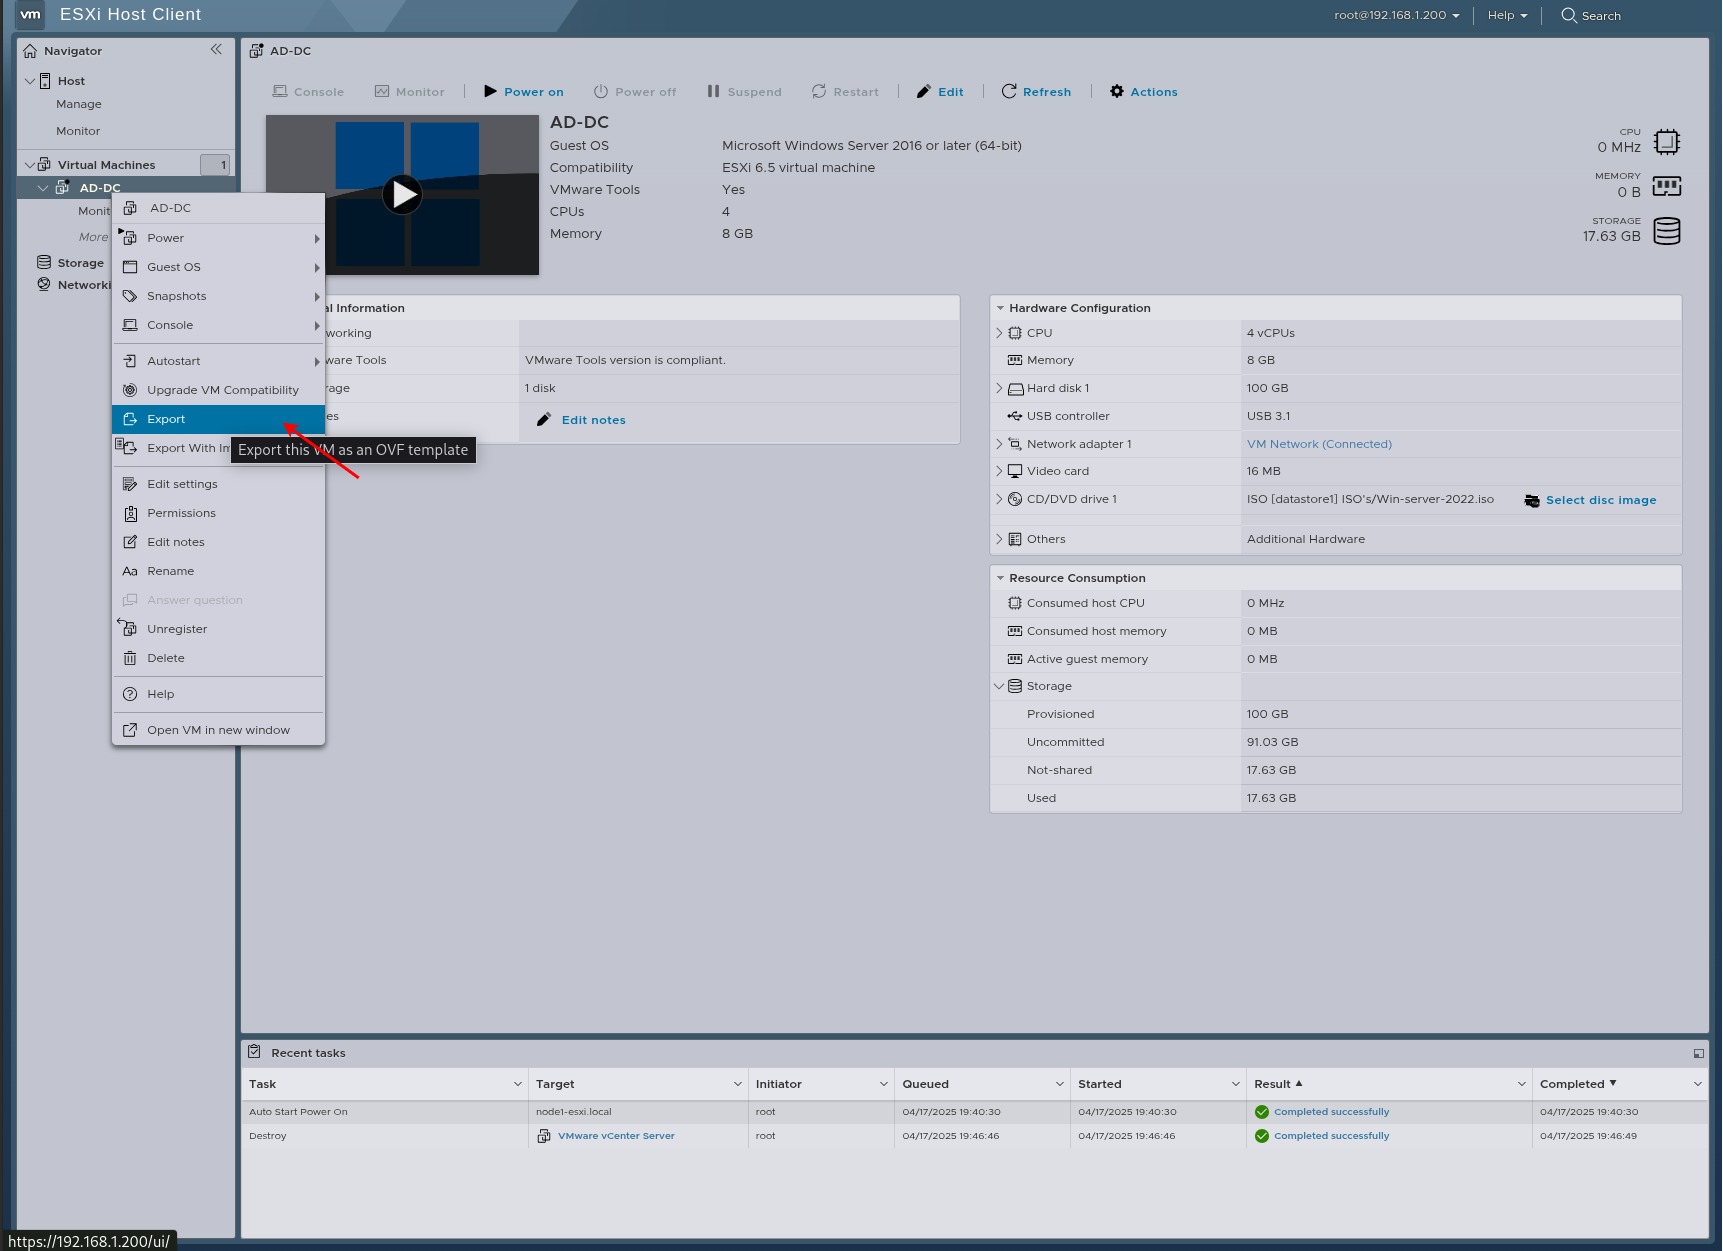 vm ESXi Host Client root@192.168.1.200 Help Search
Navigator
Host
Manage
Monitor
Virtual Machines 1
AD-DC
Monit
More
Storage
Networki
AD-DC
Power
Guest OS
Snapshots
Console
Autostart
Upgrade VM Compatibility
Export
Export With Im
Export this VM as an OVF template
Edit settings
Permissions
Edit notes
Rename
Answer question
Unregister
Delete
Help
Open VM in new window
AD-DC
Console Monitor Power on Power off Suspend Restart Edit Refresh Actions
AD-DC
Guest OS Microsoft Windows Server 2016 or later (64-bit)
Compatibility ESXi 6.5 virtual machine
VMware Tools Yes
CPUs 4
Memory 8 GB
CPU
0 MHz
MEMORY
0 B
STORAGE
17.63 GB
al Information
working
ware Tools VMware Tools version is compliant.
rage 1 disk
es Edit notes
Hardware Configuration
CPU 4 vCPUs
Memory 8 GB
Hard disk 1 100 GB
USB controller USB 3.1
Network adapter 1 VM Network (Connected)
Video card 16 MB
CD/DVD drive 1 ISO [datastore1] ISO's/Win-server-2022.iso Select disc image
Others Additional Hardware
Resource Consumption
Consumed host CPU 0 MHz
Consumed host memory 0 MB
Active guest memory 0 MB
Storage
Provisioned 100 GB
Uncommitted 91.03 GB
Not-shared 17.63 GB
Used 17.63 GB
Recent tasks
Task Target Initiator Queued Started Result Completed
Auto Start Power On node1-esxi.local root 04/17/2025 19:40:30 04/17/2025 19:40:30 Completed successfully 04/17/2025 19:40:30
Destroy VMware vCenter Server root 04/17/2025 19:46:46 04/17/2025 19:46:46 Completed successfully 04/17/2025 19:46:49
https://192.168.1.200/ui/